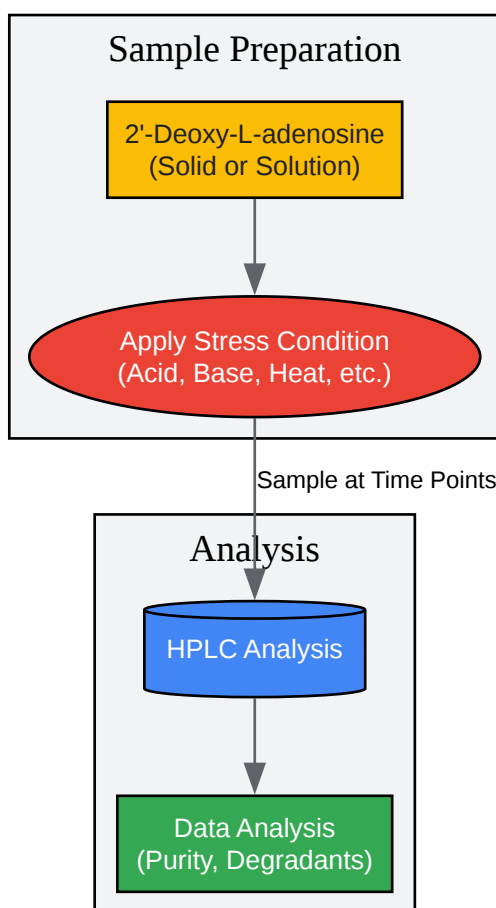 Sample Preparation
2'-Deoxy-L-adenosine
(Solid or Solution)
Apply Stress Condition
(Acid, Base, Heat, etc.)
Sample at Time Points
Analysis
HPLC Analysis
Data Analysis
(Purity, Degradants)